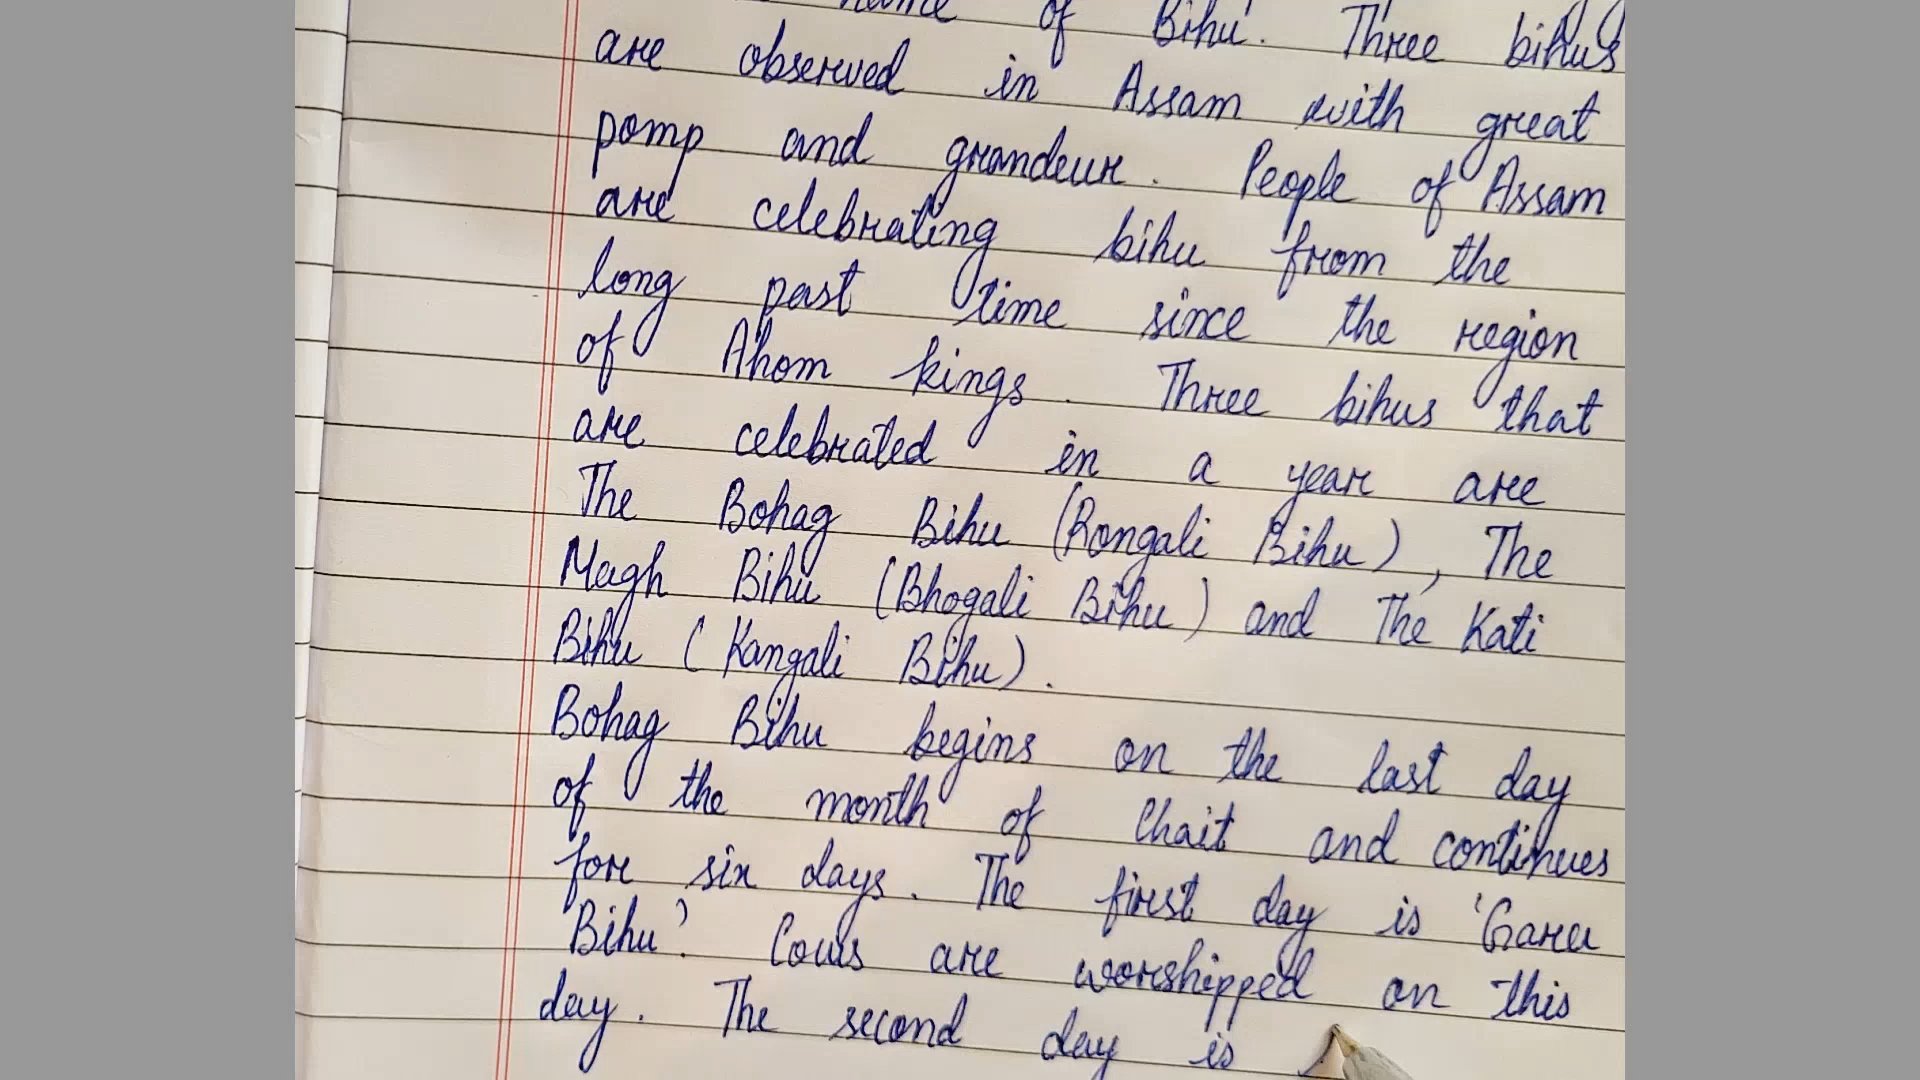 name of Bihu. Three bihus
are observed in Assam with great
pomp and grandeur. People of Assam
are celebrating bihu from the
long past time since the region
of Ahom kings. Three bihus that
are celebrated in a year are
The Bohag Bihu (Rongali Bihu), The
Magh Bihu (Bhogali Bihu) and The Kati
Bihu (Kangali Bihu).
Bohag Bihu begins on the last day
of the month of Chait and continues
for six days. The first day is 'Garu
Bihu'. Cows are worshipped on this
day. The second day is